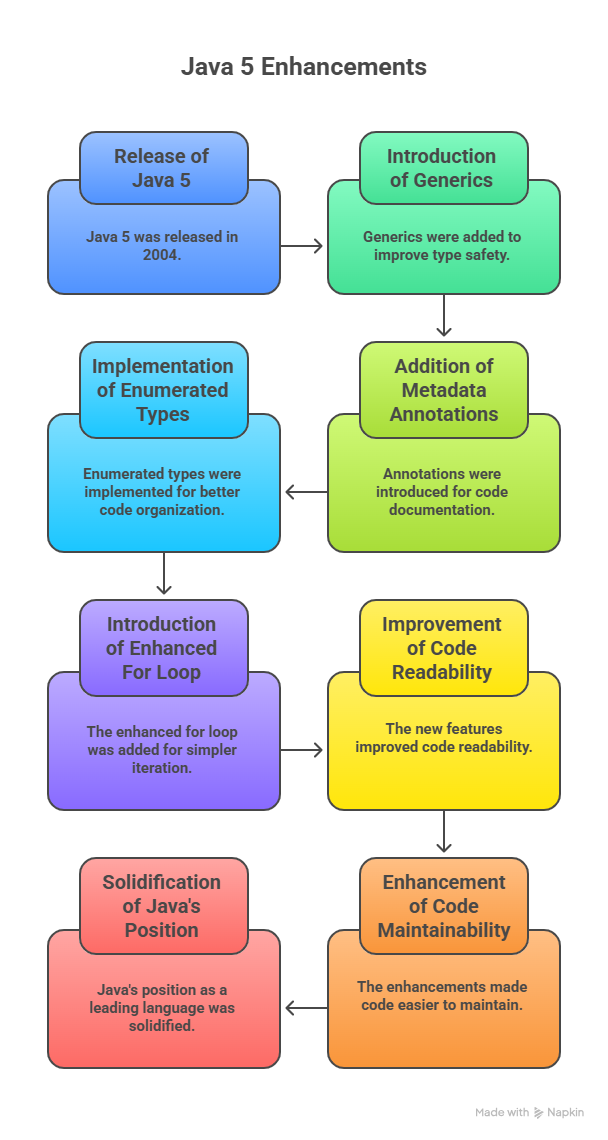 Java 5 Enhancements
Release of
Java 5
Java 5 was released in
2004.
Introduction
of Generics
Generics were added to
improve type safety.
Addition of
Metadata
Annotations
Annotations were
introduced for code
documentation.
Implementation
of Enumerated
Types
Enumerated types were
implemented for better
code organization.
Introduction
of Enhanced
For Loop
The enhanced for loop
was added for simpler
iteration.
Improvement
of Code
Readability
The new features
improved code readability.
Enhancement
of Code
Maintainability
The enhancements made
code easier to maintain.
Solidification
of Java's
Position
Java's position as a
leading language was
solidified.
Made with Napkin